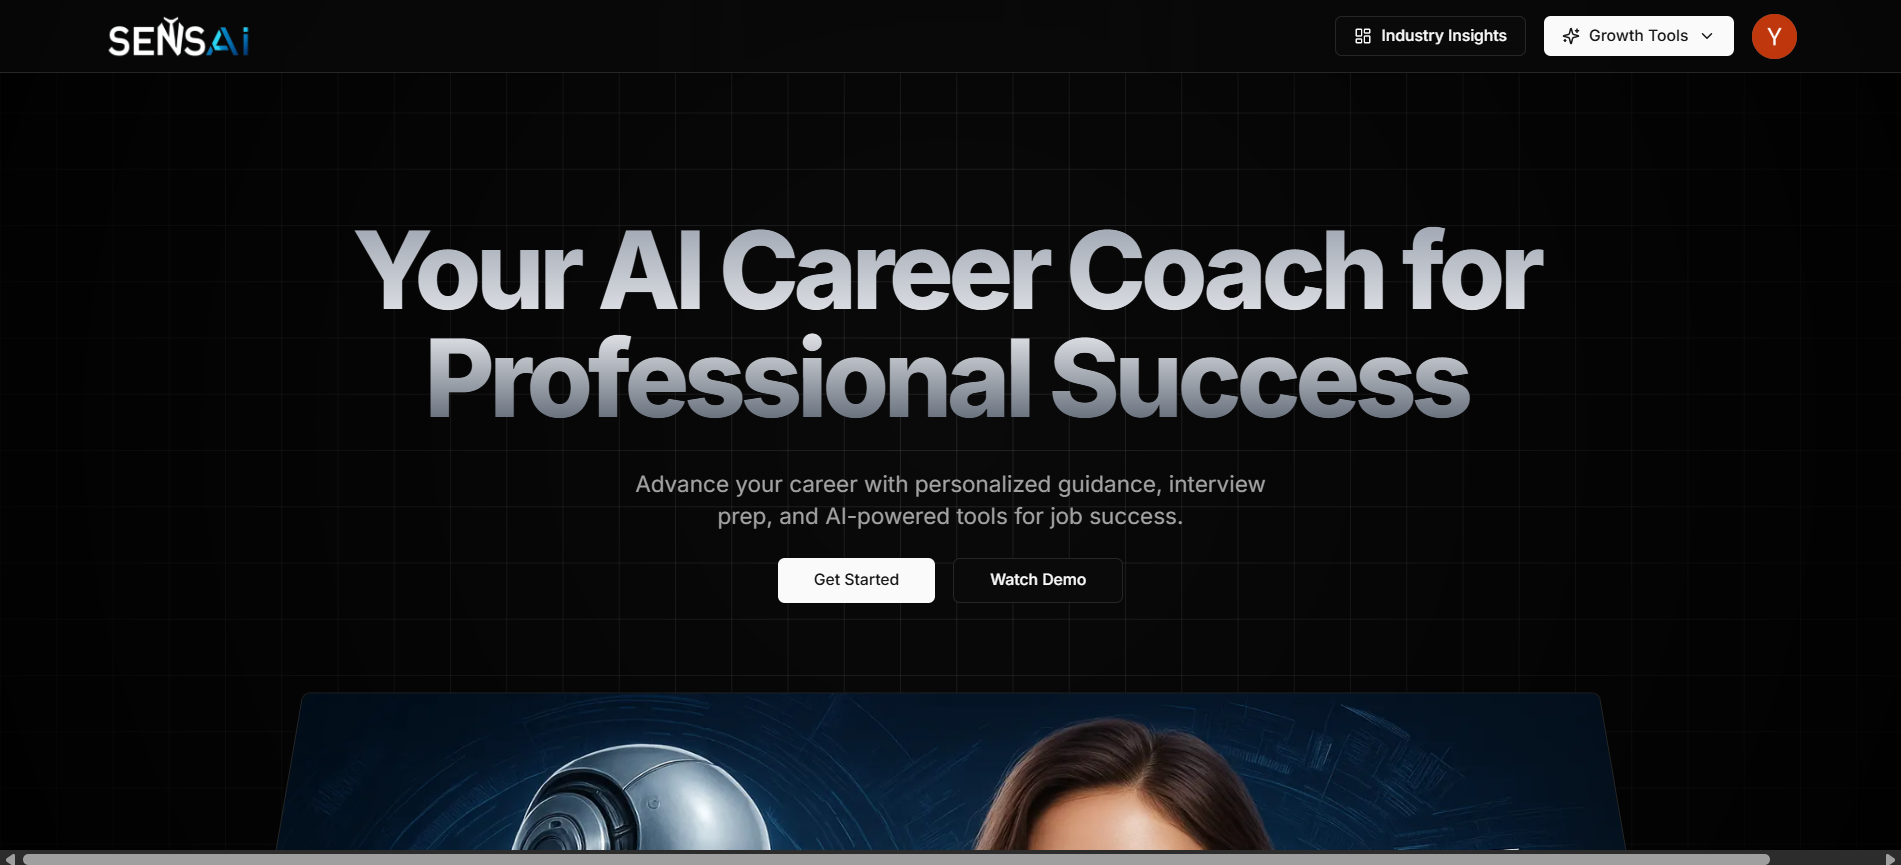 SENSAi
Industry Insights
Growth Tools
Y
Your AI Career Coach for
Professional Success
Advance your career with personalized guidance, interview
prep, and AI-powered tools for job success.
Get Started
Watch Demo